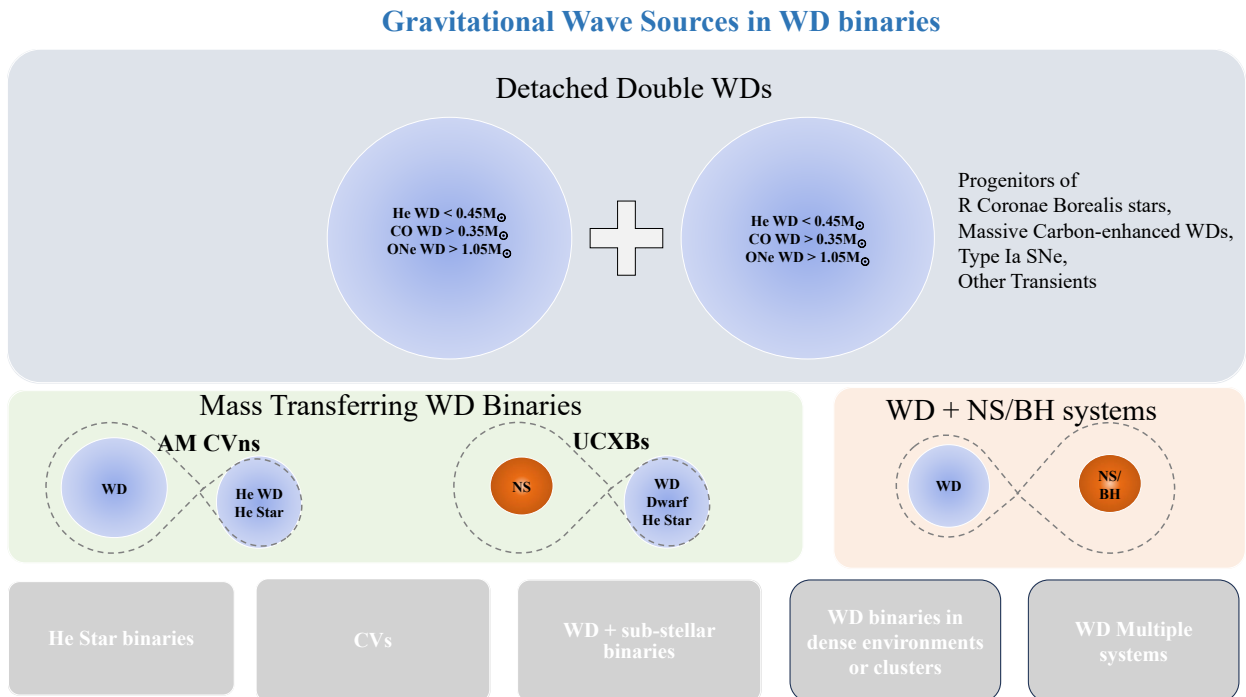 Gravitational Wave Sources in WD binaries
Detached Double WDs
He WD < 0.45M☉
CO WD > 0.35M☉
ONe WD > 1.05M☉
He WD < 0.45M☉
CO WD > 0.35M☉
ONe WD > 1.05M☉
Progenitors of
R Coronae Borealis stars,
Massive Carbon-enhanced WDs,
Type Ia SNe,
Other Transients
Mass Transferring WD Binaries
AM CVns
WD
He WD
He Star
UCXBs
NS
WD
Dwarf
He Star
WD + NS/BH systems
WD
NS/
BH
He Star binaries
CVs
WD + sub-stellar
binaries
WD binaries in
dense environments
or clusters
WD Multiple
systems